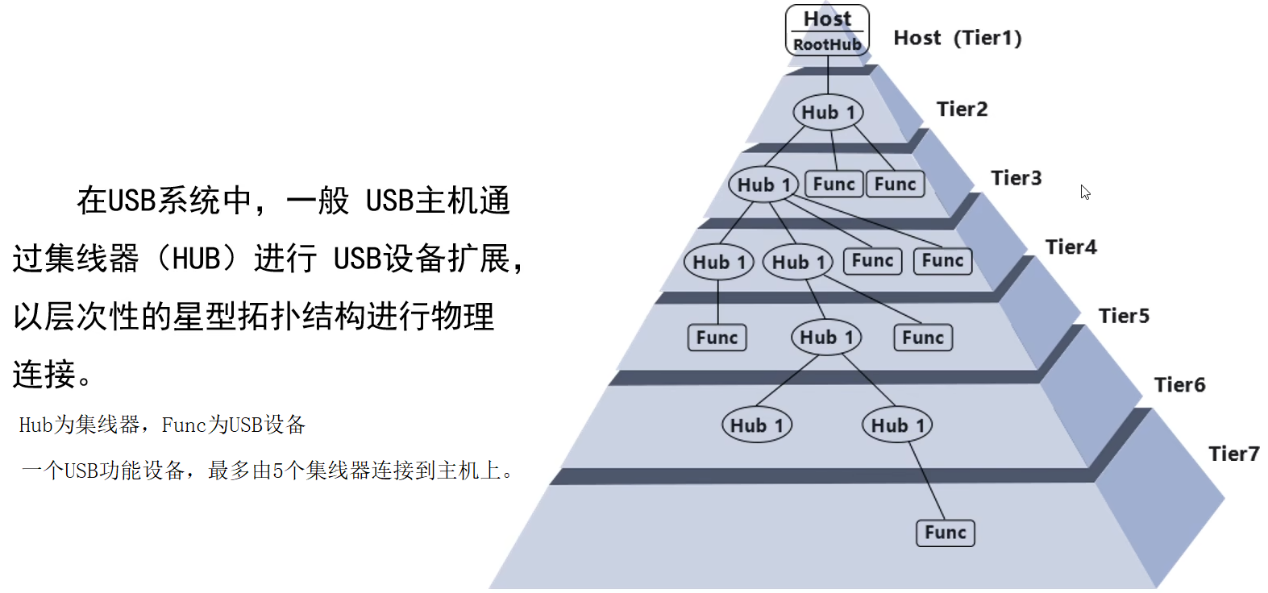 在USB系统中，一般 USB主机通
过集线器（HUB）进行 USB设备扩展，
以层次性的星型拓扑结构进行物理
连接。
Hub为集线器，Func为USB设备
一个USB功能设备，最多由5个集线器连接到主机上。
Host
RootHub
Host (Tier1)
Hub 1
Tier2
Hub 1 Func Func
Tier3
Hub 1 Hub 1 Func Func
Tier4
Func Hub 1 Func
Tier5
Hub 1 Hub 1
Tier6
Func
Tier7